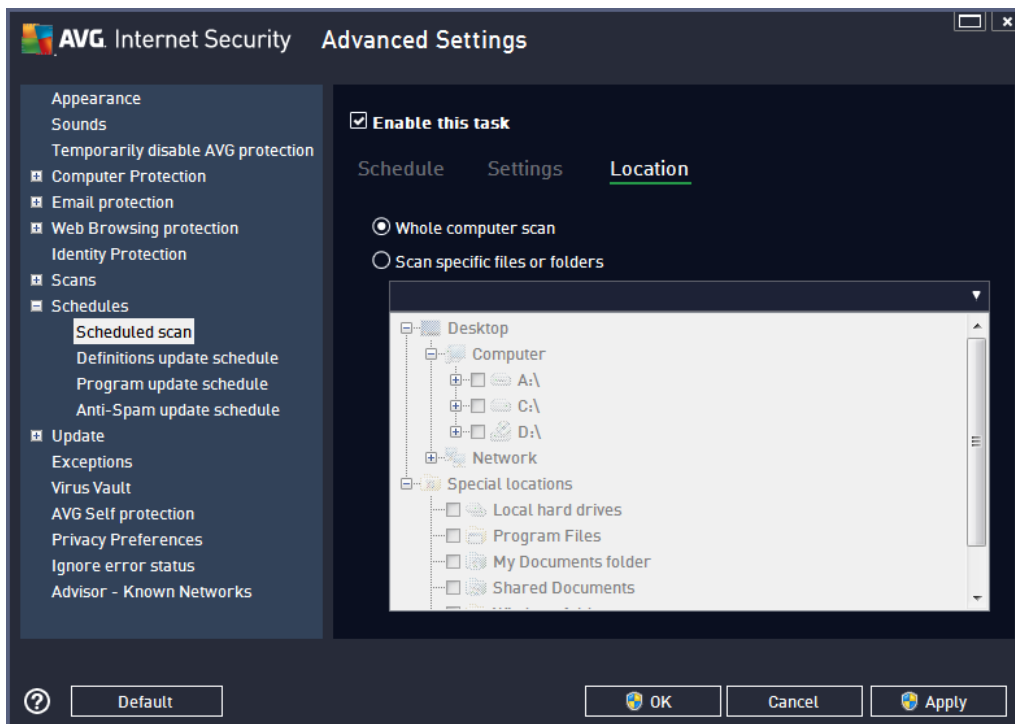 AVG. Internet Security Advanced Settings
Appearance
Sounds
Temporarily disable AVG protection
Computer Protection
Email protection
Web Browsing protection
Identity Protection
Scans
Schedules
Scheduled scan
Definitions update schedule
Program update schedule
Anti-Spam update schedule
Update
Exceptions
Virus Vault
AVG Self protection
Privacy Preferences
Ignore error status
Advisor - Known Networks
Enable this task
Schedule Settings Location
Whole computer scan
Scan specific files or folders
Desktop
Computer
A:\
C:\
D:\
Network
Special locations
Local hard drives
Program Files
My Documents folder
Shared Documents
Default OK Cancel Apply